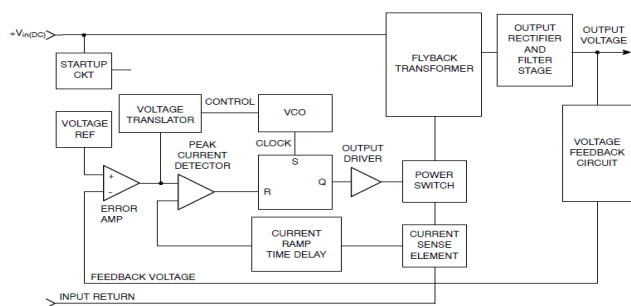 +Vin(DC)
STARTUP
CKT
FLYBACK
TRANSFORMER
OUTPUT
RECTIFIER
AND
FILTER
STAGE
OUTPUT
VOLTAGE
VOLTAGE
REF
VOLTAGE
TRANSLATOR
CONTROL
VCO
CLOCK
VOLTAGE
FEEDBACK
CIRCUIT
PEAK
CURRENT
DETECTOR
S
R
Q
OUTPUT
DRIVER
POWER
SWITCH
+
−
ERROR
AMP
CURRENT
RAMP
TIME DELAY
CURRENT
SENSE
ELEMENT
FEEDBACK VOLTAGE
INPUT RETURN